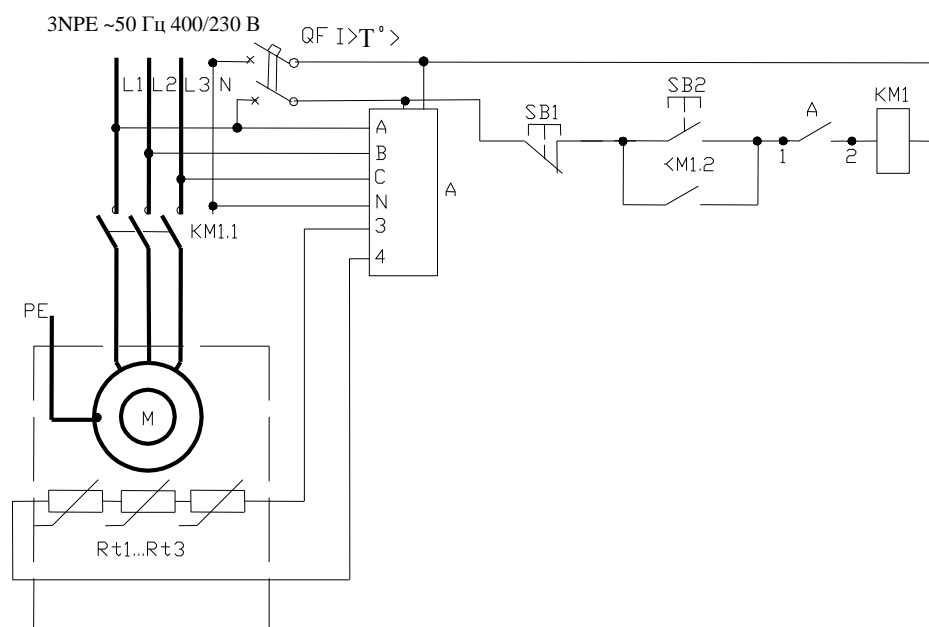 3NPE ~50 Гц 400/230 В
QF I>T°>
L1 L2 L3 N
SB1
SB2
A
KM1
<M1.2
1
2
A
B
C
N
3
4
A
KM1.1
PE
M
Rt1...Rt3